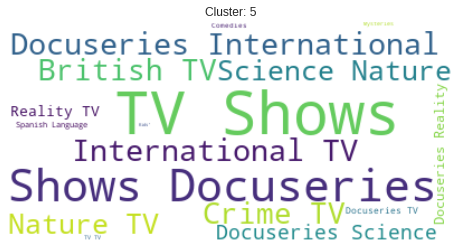 Cluster: 5
Comedies
Mysteries
Docuseries International
British TV
Science Nature
Reality TV
TV Shows
Spanish Language
Docuseries Reality
International TV
Shows Docuseries
Nature TV
Crime TV
Docuseries TV
Docuseries Science
TV TV